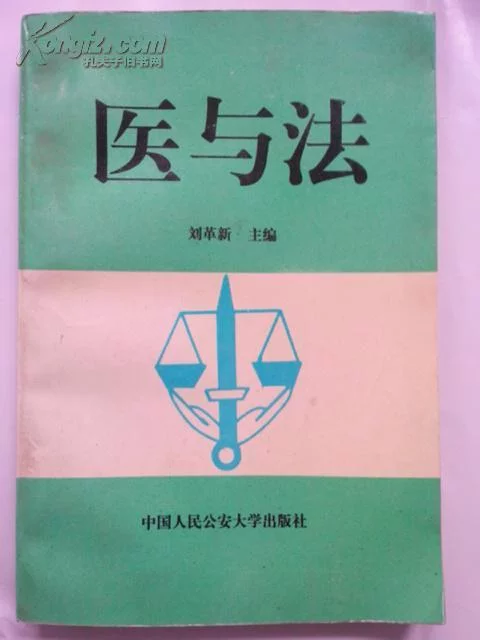 Kongfz.com
孔夫子旧书网
医与法
刘革新 主编
中国人民公安大学出版社